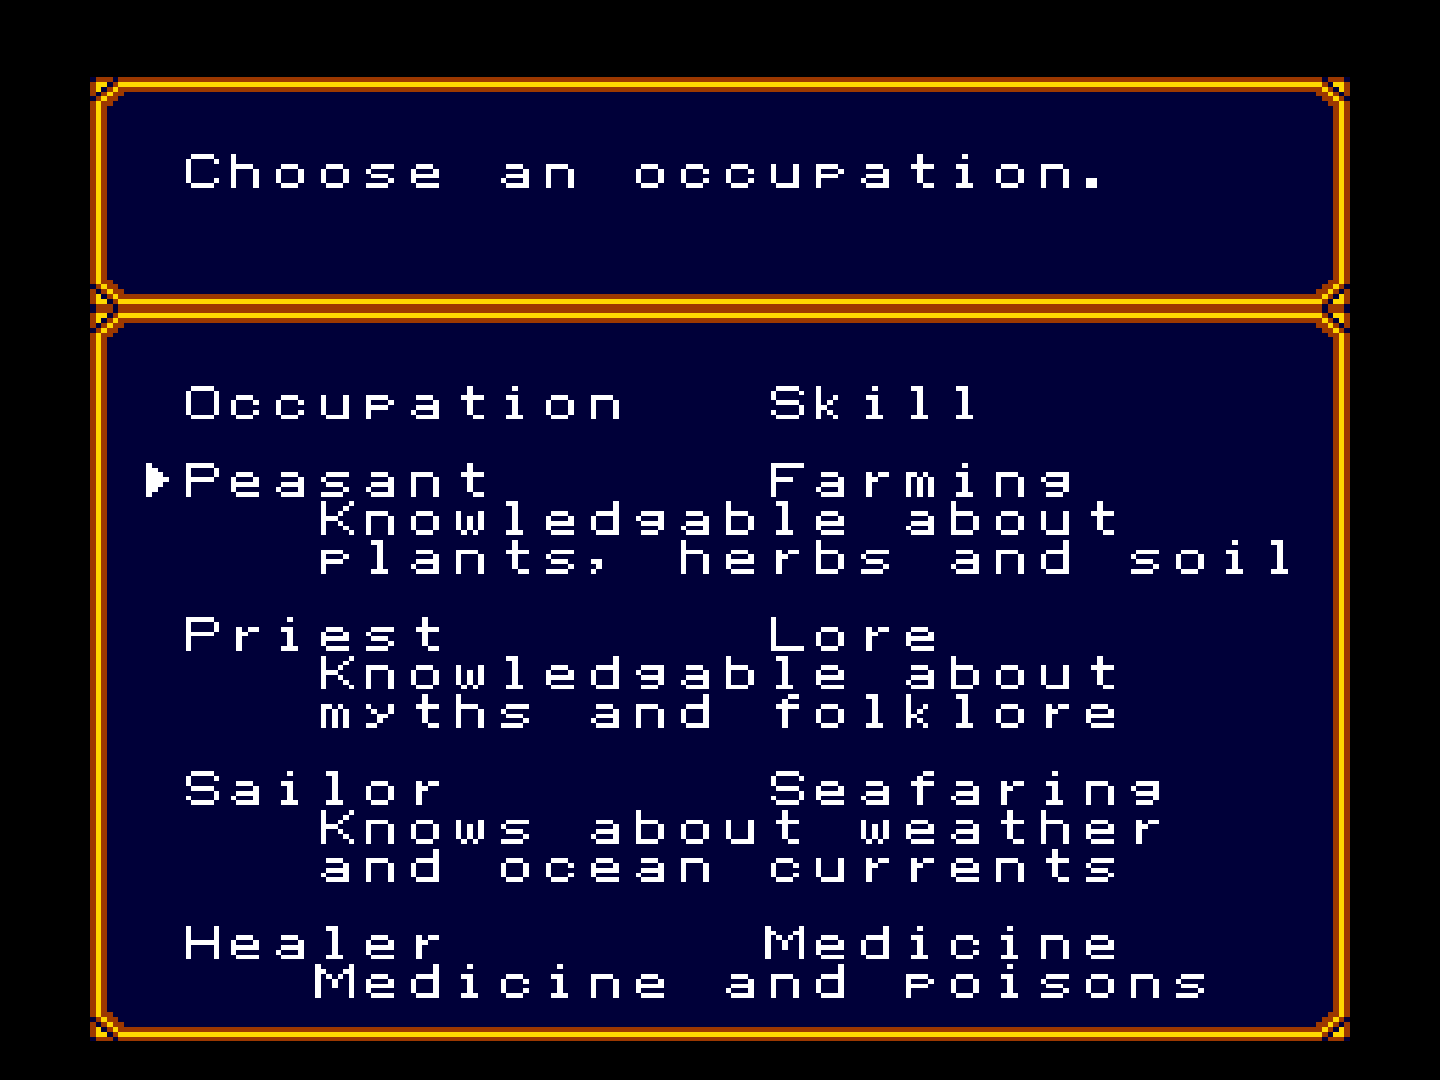 Choose an occupation.
Occupation Skill
Peasant Farming
Knowledgable about
plants, herbs and soil
Priest Lore
Knowledgable about
myths and folklore
Sailor Seafaring
Knows about weather
and ocean currents
Healer Medicine
Medicine and poisons